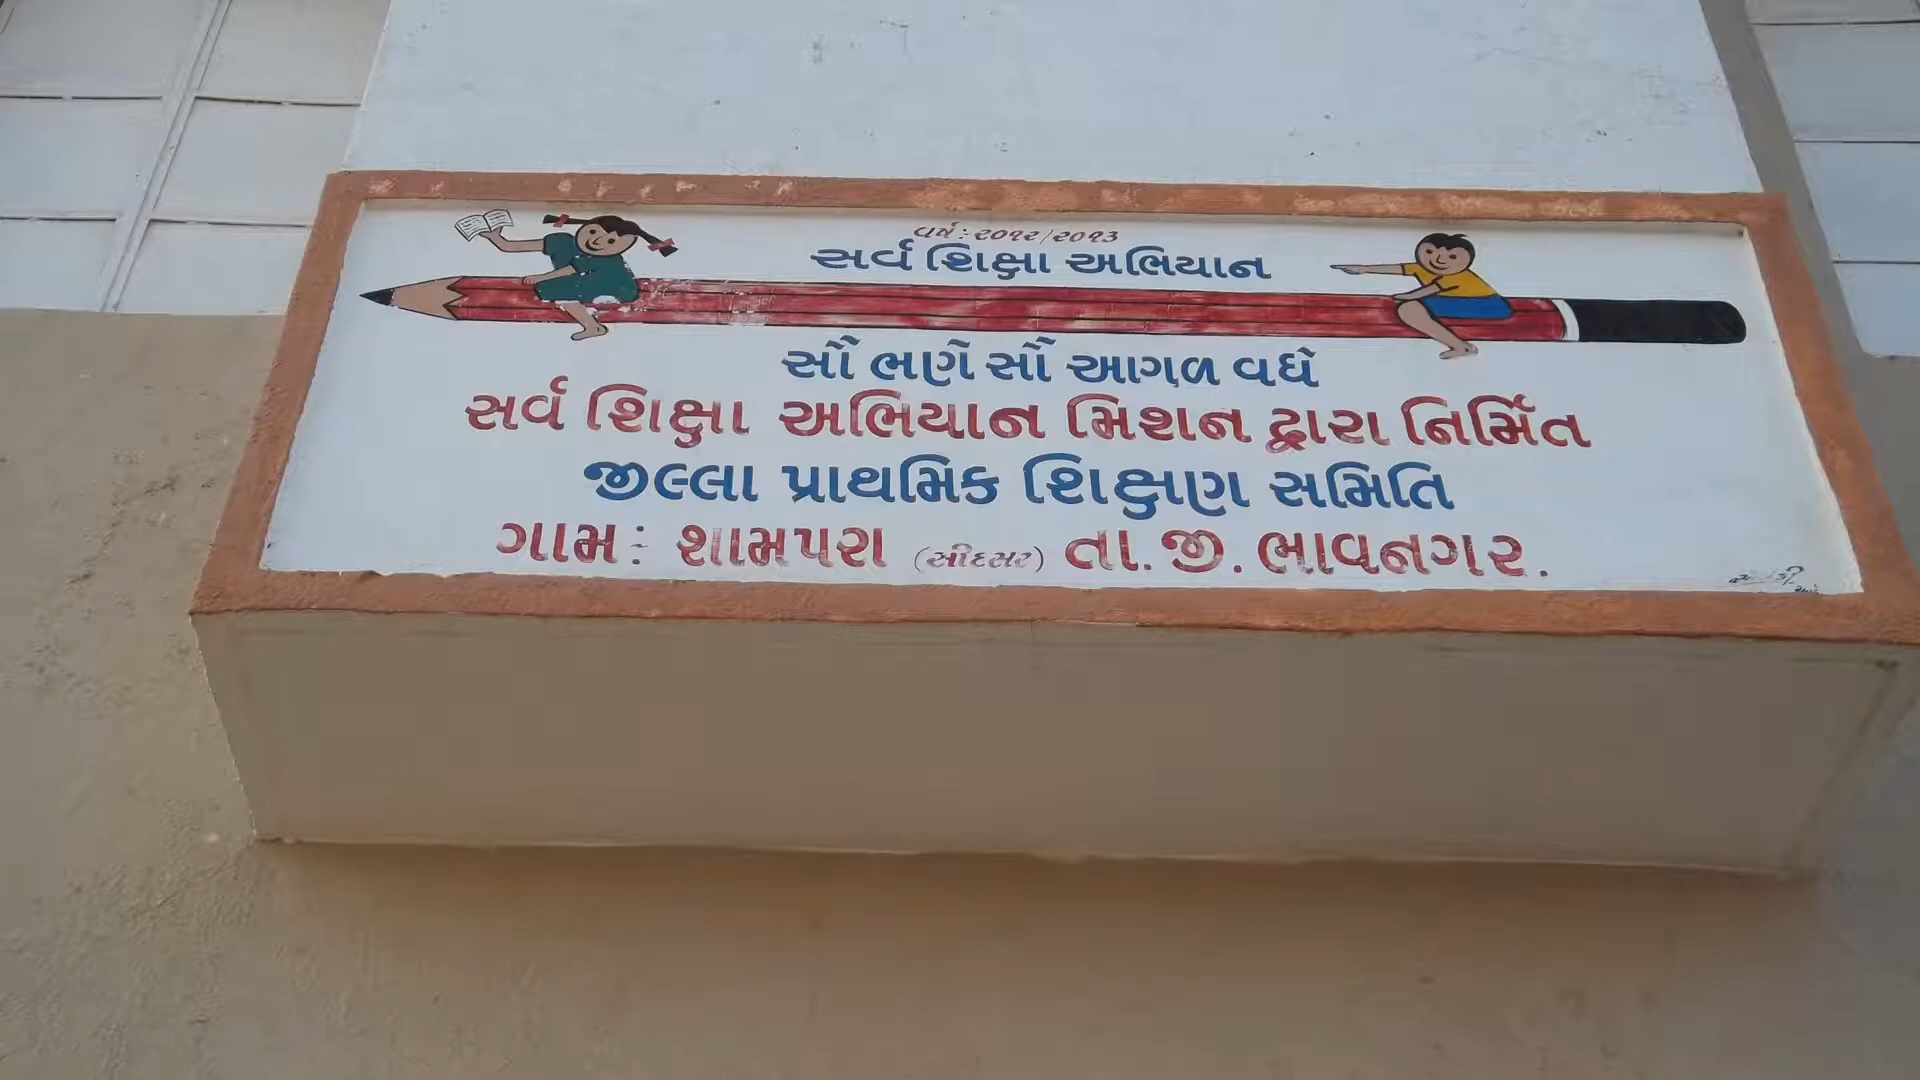 વર્ષ : ૨૦૧૨/૨૦૧૩
સર્વ શિક્ષા અભિયાન
સૌ ભણે સૌ આગળ વધે
સર્વ શિક્ષા અભિયાન મિશન દ્વારા નિર્મિત
જીલ્લા પ્રાથમિક શિક્ષણ સમિતિ
ગામ : શામપરા (સીદસર) તા. જી. ભાવનગર.